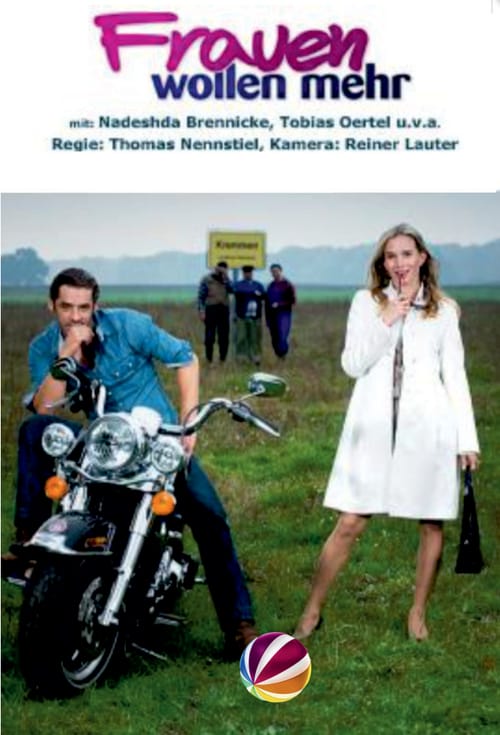 Frauen
wollen mehr
mit: Nadeshda Brennicke, Tobias Oertel u.v.a.
Regie: Thomas Nennstiel, Kamera: Reiner Lauter
Kremmen